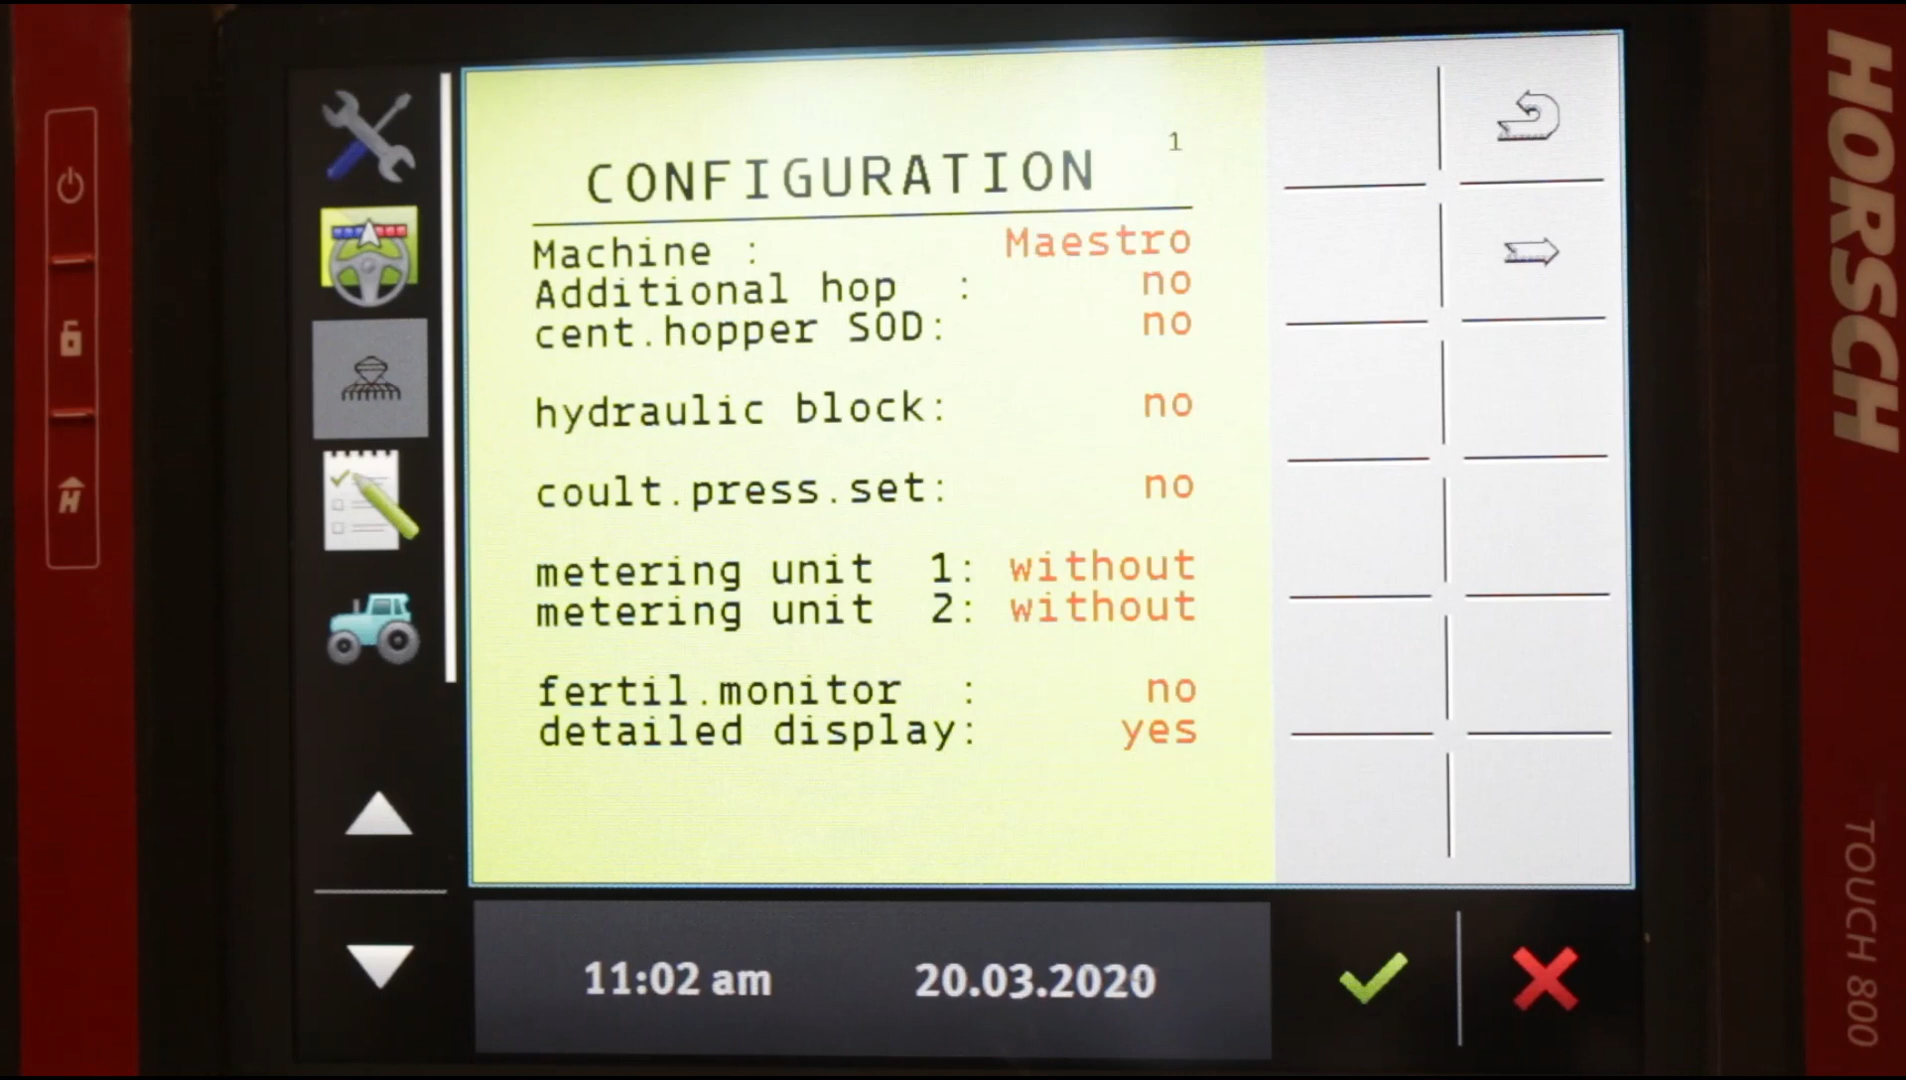 CONFIGURATION 1
Machine : Maestro
Additional hop : no
cent.hopper SOD: no
hydraulic block: no
coult.press.set: no
metering unit 1: without
metering unit 2: without
fertil.monitor : no
detailed display: yes
11:02 am 20.03.2020
H
HORSCH
TOUCH 800